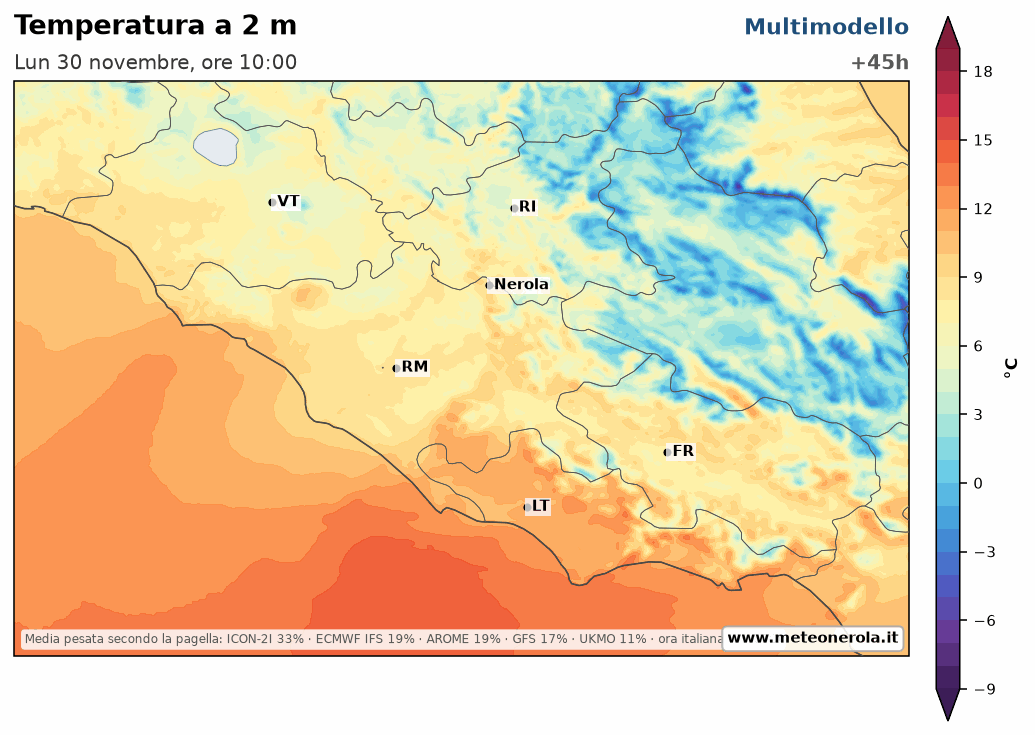 Temperatura a 2 m
Multimodello
Lun 30 novembre, ore 10:00
+45h
VT
RI
Nerola
RM
FR
LT
Media pesata secondo la pagella: ICON-2I 33% · ECMWF IFS 19% · AROME 19% · GFS 17% · UKMO 11% · ora italiana
www.meteonerola.it
18
15
12
9
6
3
0
−3
−6
−9
°C